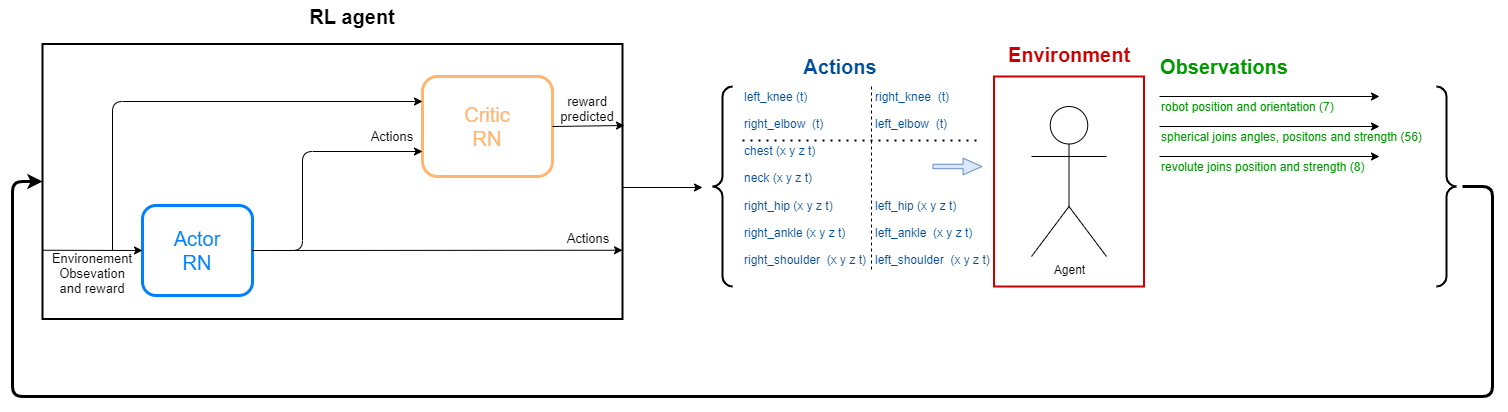 RL agent
Critic
RN
reward
predicted
Actions
Actor
RN
Actions
Environement
Obsevation
and reward
Actions
left_knee (t)
right_knee (t)
right_elbow (t)
left_elbow (t)
chest (x y z t)
neck (x y z t)
right_hip (x y z t)
left_hip (x y z t)
right_ankle (x y z t)
left_ankle (x y z t)
right_shoulder (x y z t)
left_shoulder (x y z t)
Environment
Agent
Observations
robot position and orientation (7)
spherical joins angles, positons and strength (56)
revolute joins position and strength (8)